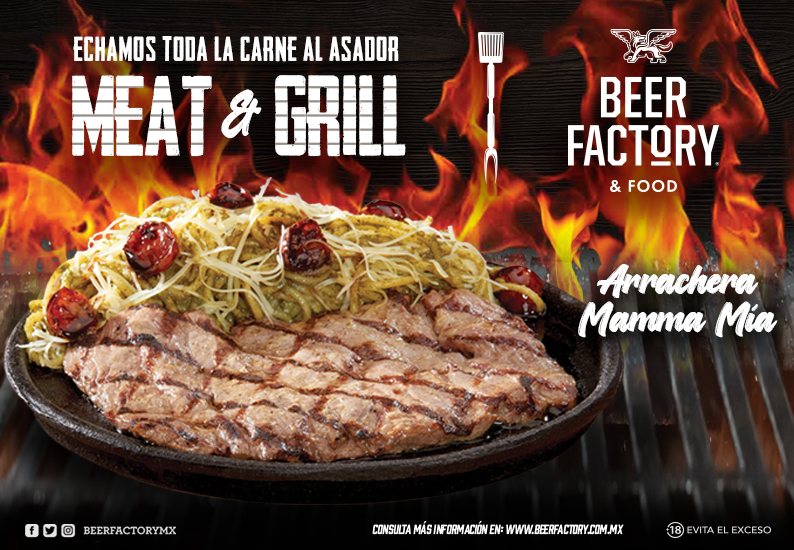 ECHAMOS TODA LA CARNE AL ASADOR
MEAT & GRILL
BEER
FACTORY
& FOOD
Arrachera
Mamma Mía
BEERFACTORYMX
CONSULTA MÁS INFORMACIÓN EN: WWW.BEERFACTORY.COM.MX
-18 EVITA EL EXCESO